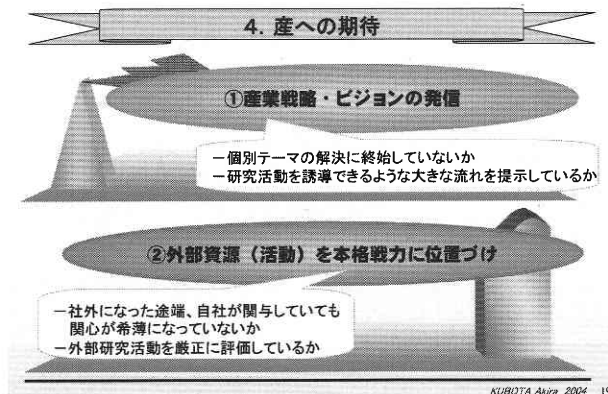 4．産への期待
①産業戦略・ビジョンの発信
－個別テーマの解決に終始していないか
－研究活動を誘導できるような大きな流れを提示しているか
②外部資源（活動）を本格戦力に位置づけ
－社外になった途端、自社が関与していても
関心が希薄になっていないか
－外部研究活動を厳正に評価しているか
KUBOTA Akira 2004